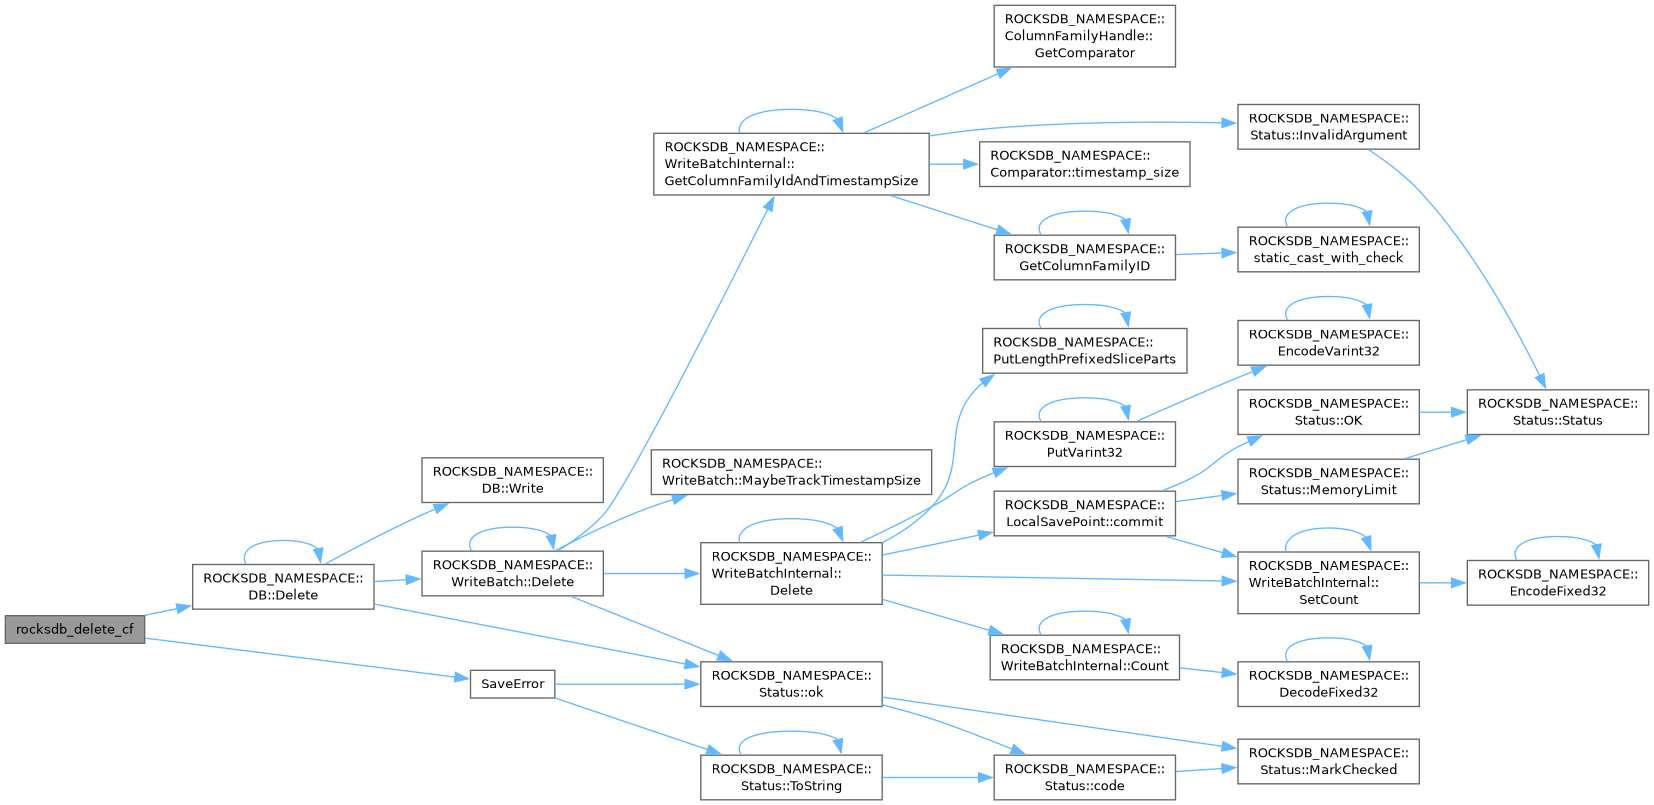 ROCKSDB_NAMESPACE::
ColumnFamilyHandle::
GetComparator
ROCKSDB_NAMESPACE::
Status::InvalidArgument
ROCKSDB_NAMESPACE::
WriteBatchInternal::
GetColumnFamilyIdAndTimestampSize
ROCKSDB_NAMESPACE::
Comparator::timestamp_size
ROCKSDB_NAMESPACE::
GetColumnFamilyID
ROCKSDB_NAMESPACE::
static_cast_with_check
ROCKSDB_NAMESPACE::
PutLengthPrefixedSliceParts
ROCKSDB_NAMESPACE::
EncodeVarint32
ROCKSDB_NAMESPACE::
Status::OK
ROCKSDB_NAMESPACE::
Status::Status
ROCKSDB_NAMESPACE::
PutVarint32
ROCKSDB_NAMESPACE::
DB::Write
ROCKSDB_NAMESPACE::
WriteBatch::MaybeTrackTimestampSize
ROCKSDB_NAMESPACE::
Status::MemoryLimit
ROCKSDB_NAMESPACE::
LocalSavePoint::commit
ROCKSDB_NAMESPACE::
DB::Delete
ROCKSDB_NAMESPACE::
WriteBatch::Delete
ROCKSDB_NAMESPACE::
WriteBatchInternal::
Delete
ROCKSDB_NAMESPACE::
WriteBatchInternal::
SetCount
ROCKSDB_NAMESPACE::
EncodeFixed32
rocksdb_delete_cf
ROCKSDB_NAMESPACE::
WriteBatchInternal::Count
SaveError
ROCKSDB_NAMESPACE::
Status::ok
ROCKSDB_NAMESPACE::
DecodeFixed32
ROCKSDB_NAMESPACE::
Status::ToString
ROCKSDB_NAMESPACE::
Status::code
ROCKSDB_NAMESPACE::
Status::MarkChecked